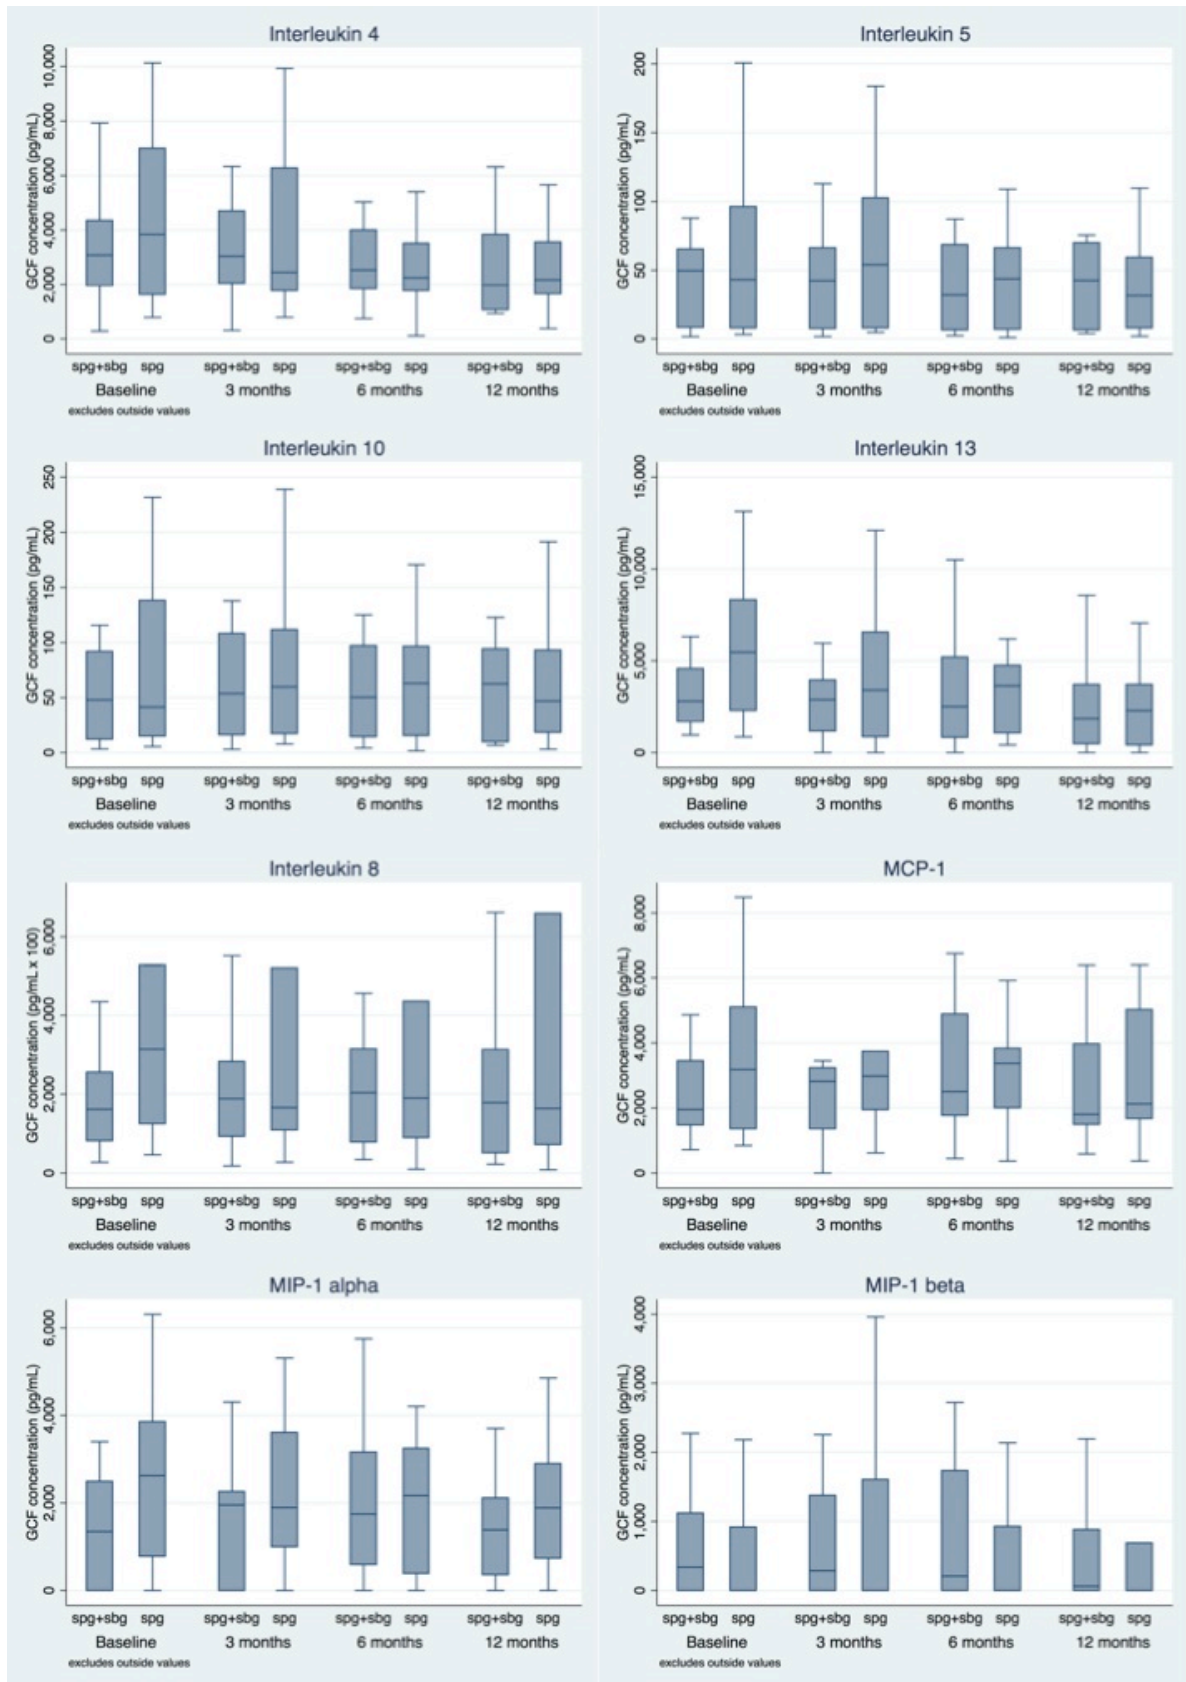 Interleukin 4
GCF concentration (pg/mL)
10,000
8,000
6,000
4,000
2,000
0
spg+sbg spg spg+sbg spg spg+sbg spg spg+sbg spg
Baseline 3 months 6 months 12 months
excludes outside values
Interleukin 5
GCF concentration (pg/mL)
200
150
100
50
0
spg+sbg spg spg+sbg spg spg+sbg spg spg+sbg spg
Baseline 3 months 6 months 12 months
excludes outside values
Interleukin 10
GCF concentration (pg/mL)
250
200
150
100
50
0
spg+sbg spg spg+sbg spg spg+sbg spg spg+sbg spg
Baseline 3 months 6 months 12 months
excludes outside values
Interleukin 13
GCF concentration (pg/mL)
15,000
10,000
5,000
0
spg+sbg spg spg+sbg spg spg+sbg spg spg+sbg spg
Baseline 3 months 6 months 12 months
excludes outside values
Interleukin 8
GCF concentration (pg/mL x 100)
6,000
4,000
2,000
0
spg+sbg spg spg+sbg spg spg+sbg spg spg+sbg spg
Baseline 3 months 6 months 12 months
excludes outside values
MCP-1
GCF concentration (pg/mL)
8,000
6,000
4,000
2,000
0
spg+sbg spg spg+sbg spg spg+sbg spg spg+sbg spg
Baseline 3 months 6 months 12 months
excludes outside values
MIP-1 alpha
GCF concentration (pg/mL)
6,000
4,000
2,000
0
spg+sbg spg spg+sbg spg spg+sbg spg spg+sbg spg
Baseline 3 months 6 months 12 months
excludes outside values
MIP-1 beta
GCF concentration (pg/mL)
4,000
3,000
2,000
1,000
0
spg+sbg spg spg+sbg spg spg+sbg spg spg+sbg spg
Baseline 3 months 6 months 12 months
excludes outside values